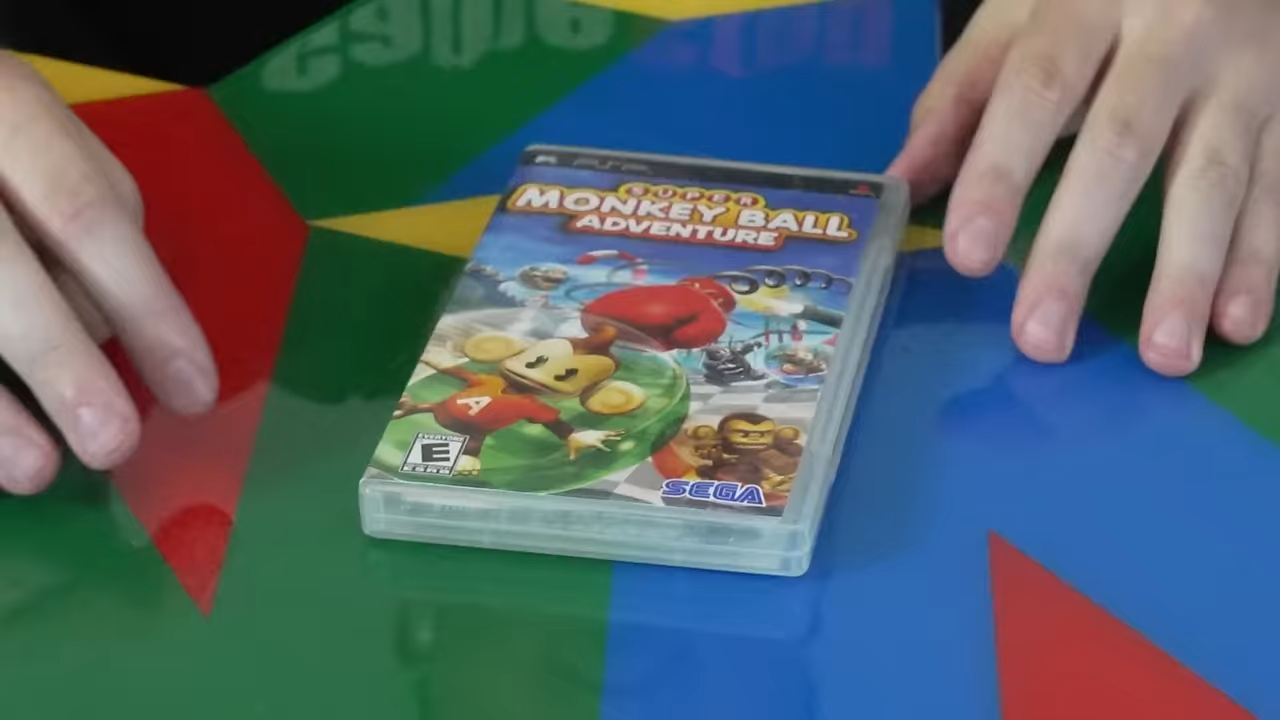 PSP
SUPER
MONKEY BALL
ADVENTURE
A
EVERYONE
E
ESRB
SEGA